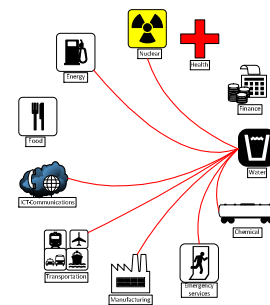 Nuclear
Health
Energy
Finance
Food
Water
ICT-Communications
Chemical
Transportation
Emergency
services
Manufacturing